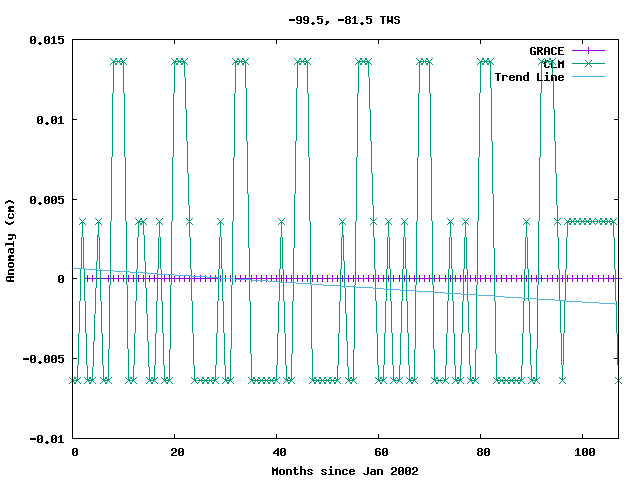 -99.5, -81.5 TWS
GRACE
CLM
Trend Line
0.015
0.01
0.005
0
-0.005
-0.01
Anomaly (cm)
0 20 40 60 80 100
Months since Jan 2002